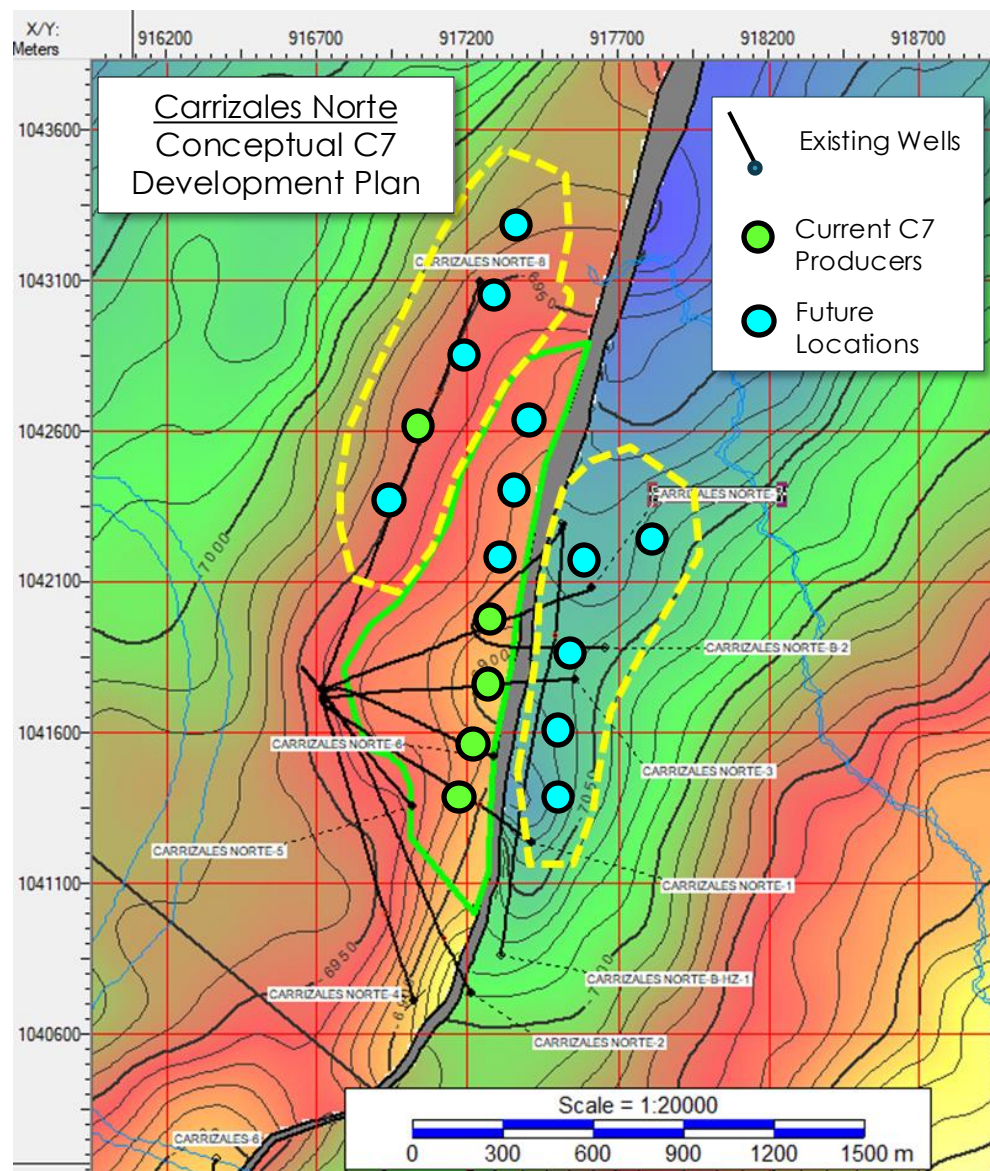 X/Y:
Meters
916200 916700 917200 917700 918200 918700
Carrizales Norte
Conceptual C7
Development Plan
Existing Wells
Current C7
Producers
Future
Locations
1043600
CARRIZALES NORTE-8
1043100
-6950
1042600
CARRIZALES NORTE-
7000
1042100
CARRIZALES NORTE-B-2
1041600
CARRIZALES NORTE-6
CARRIZALES NORTE-3
-7050
CARRIZALES NORTE-5
1041100
CARRIZALES NORTE-1
-6950
CARRIZALES NORTE-B-HZ-1
CARRIZALES NORTE-4
1040600
CARRIZALES NORTE-2
Scale = 1:20000
0 300 600 900 1200 1500 m
CARRIZALES-6